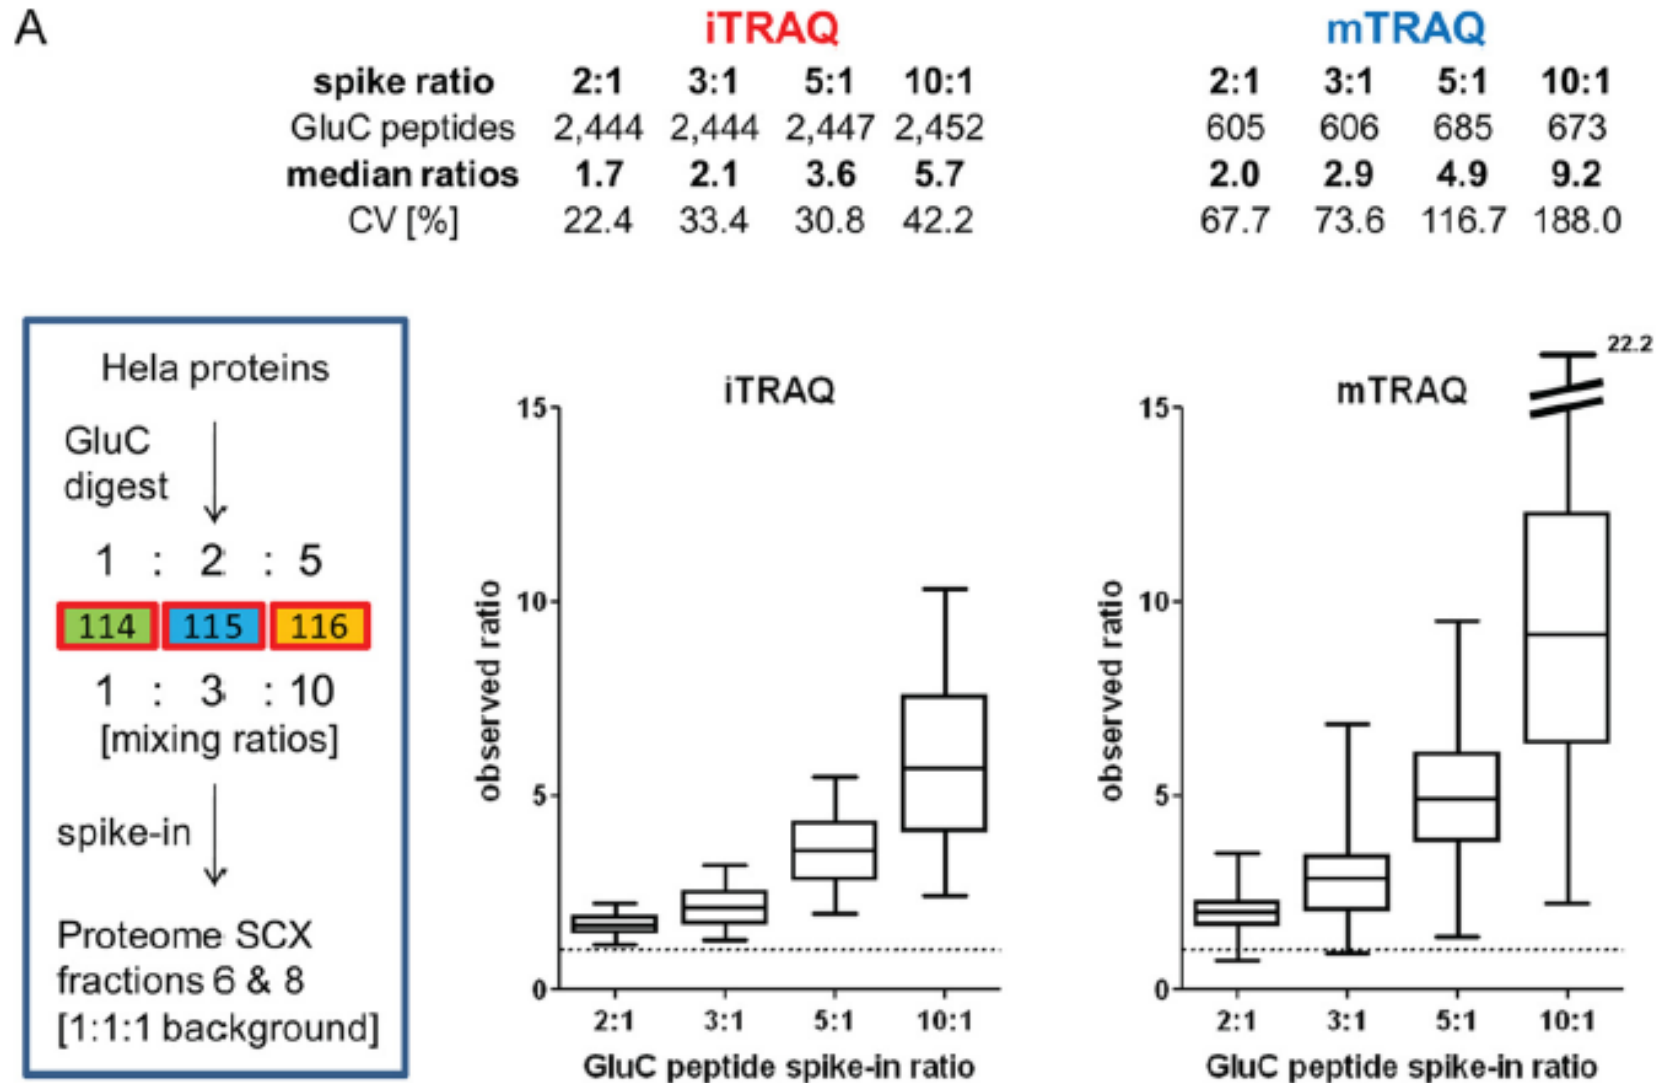 A
iTRAQ
mTRAQ
spike ratio 2:1 3:1 5:1 10:1 2:1 3:1 5:1 10:1
GluC peptides 2,444 2,444 2,447 2,452 605 606 685 673
median ratios 1.7 2.1 3.6 5.7 2.0 2.9 4.9 9.2
CV [%] 22.4 33.4 30.8 42.2 67.7 73.6 116.7 188.0
Hela proteins
GluC
digest
1 : 2 : 5
114 115 116
1 : 3 : 10
[mixing ratios]
spike-in
Proteome SCX
fractions 6 & 8
[1:1:1 background]
iTRAQ
observed ratio
15
10
5
0
2:1 3:1 5:1 10:1
GluC peptide spike-in ratio
mTRAQ
22.2
observed ratio
15
10
5
0
2:1 3:1 5:1 10:1
GluC peptide spike-in ratio